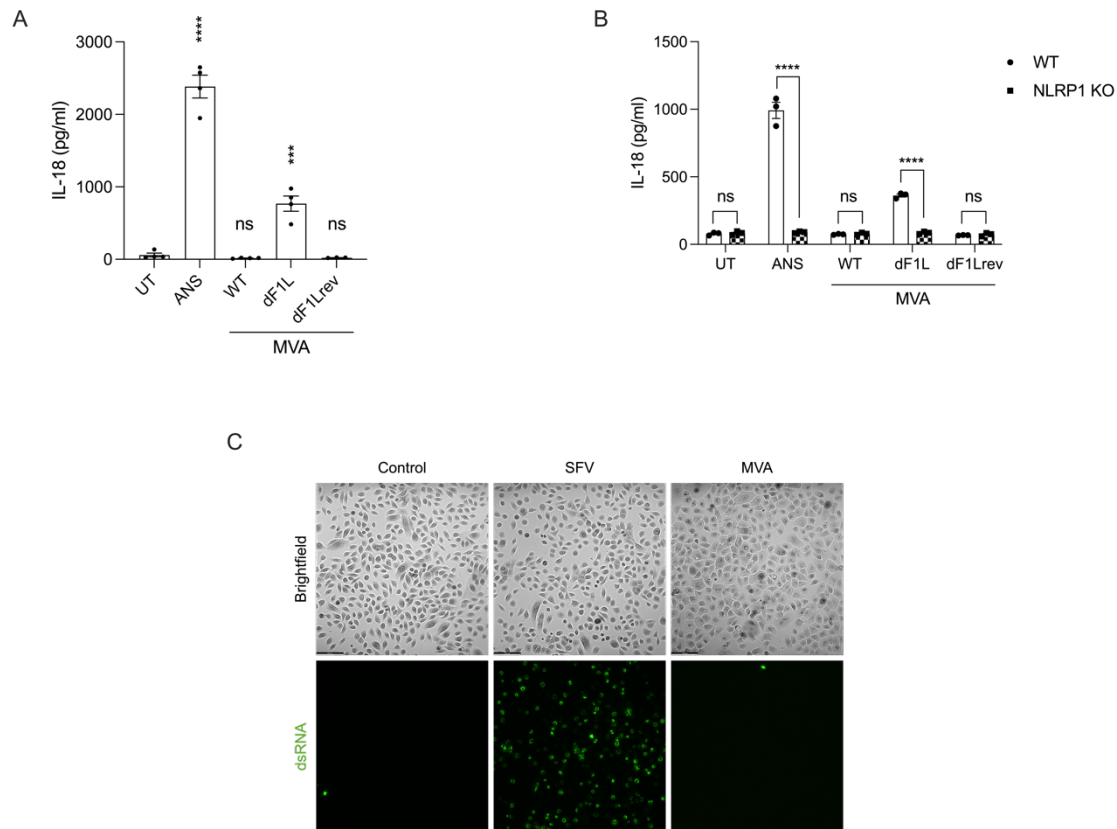 A
IL-18 (pg/ml)
3000
2000
1000
0
****
ns
***
ns
UT
ANS
WT
dF1L
dF1Lrev
MVA
B
IL-18 (pg/ml)
1500
1000
500
0
ns
****
ns
****
ns
UT
ANS
WT
dF1L
dF1Lrev
MVA
WT
NLRP1 KO
C
Control
SFV
MVA
Brightfield
dsRNA